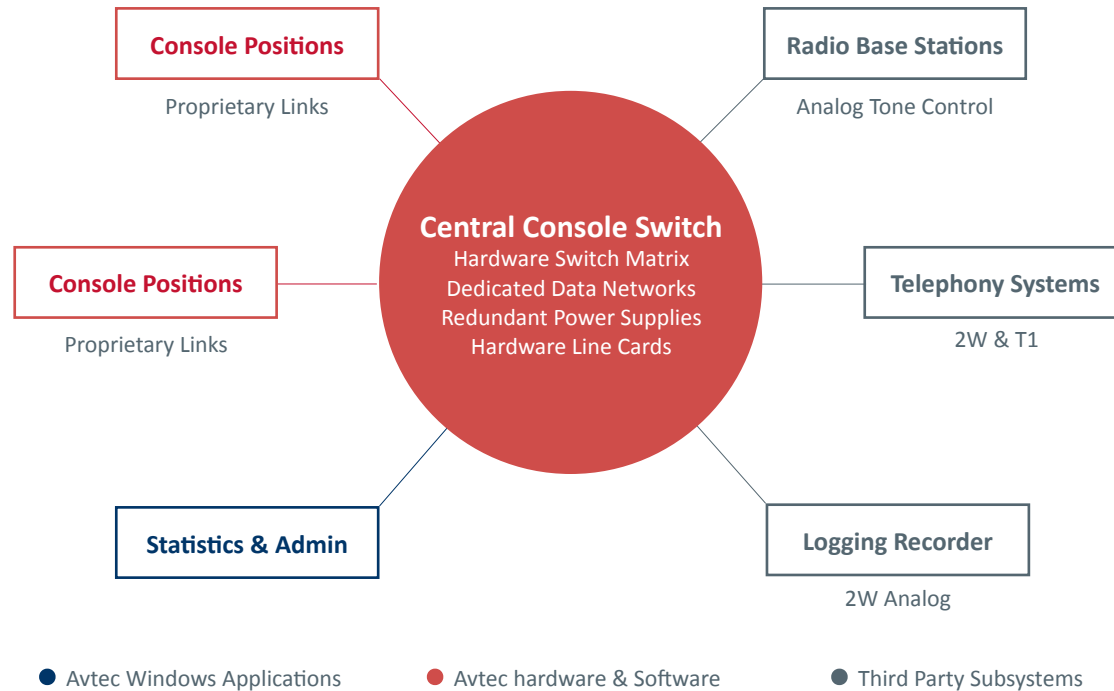 Console Positions
Proprietary Links
Radio Base Stations
Analog Tone Control
Central Console Switch
Hardware Switch Matrix
Dedicated Data Networks
Redundant Power Supplies
Hardware Line Cards
Console Positions
Proprietary Links
Telephony Systems
2W & T1
Statistics & Admin
Logging Recorder
2W Analog
Avtec Windows Applications
Avtec hardware & Software
Third Party Subsystems